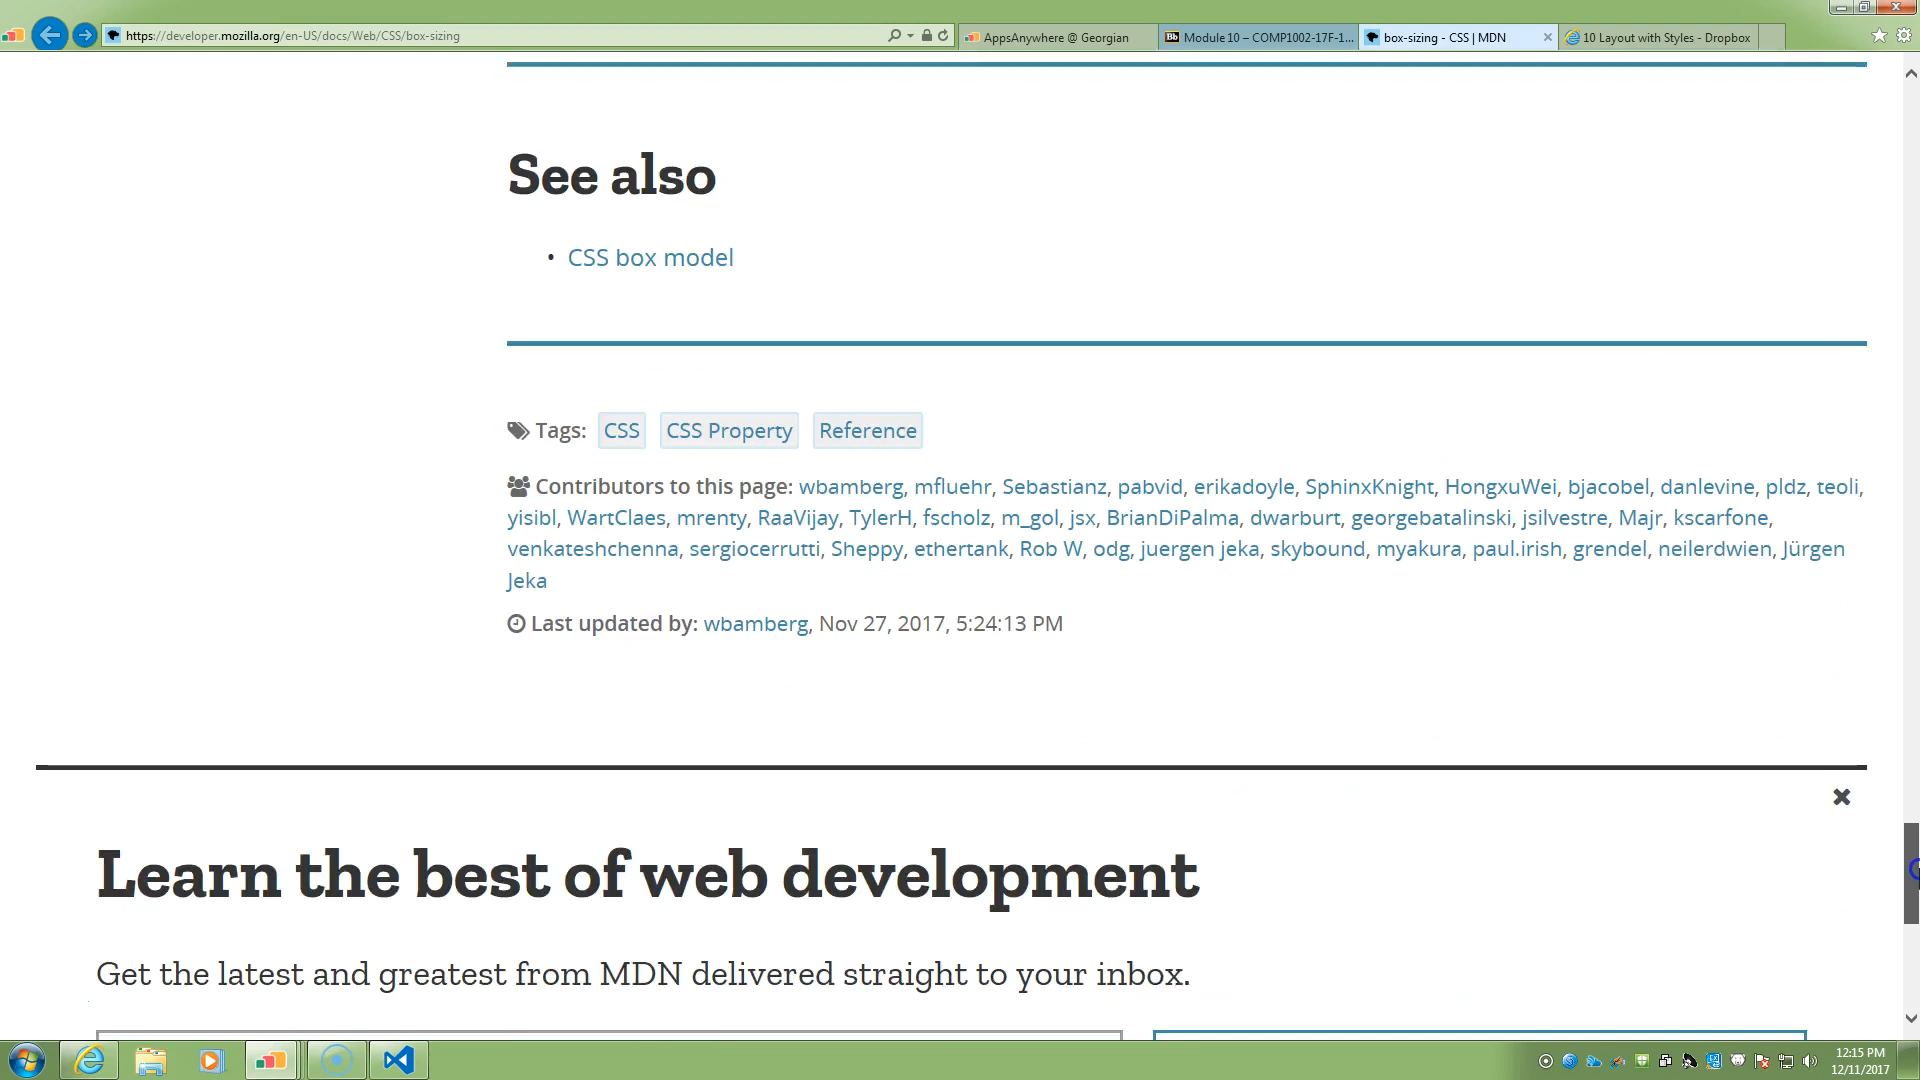 https://developer.mozilla.org/en-US/docs/Web/CSS/box-sizing
AppsAnywhere @ Georgian
Bb
Module 10 – COMP1002-17F-1...
box-sizing - CSS | MDN
10 Layout with Styles - Dropbox
See also
• CSS box model
Tags: CSS CSS Property Reference
Contributors to this page: wbamberg, mfluehr, Sebastianz, pabvid, erikadoyle, SphinxKnight, HongxuWei, bjacobel, danlevine, pldz, teoli,
yisibl, WartClaes, mrenty, RaaVijay, TylerH, fscholz, m_gol, jsx, BrianDiPalma, dwarburt, georgebatalinski, jsilvestre, Majr, kscarfone,
venkateshchenna, sergiocerrutti, Sheppy, ethertank, Rob W, odg, juergen jeka, skybound, myakura, paul.irish, grendel, neilerdwien, Jürgen
Jeka
Last updated by: wbamberg, Nov 27, 2017, 5:24:13 PM
Learn the best of web development
Get the latest and greatest from MDN delivered straight to your inbox.
12:15 PM
12/11/2017